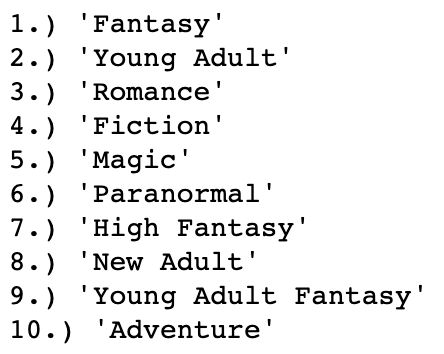 1.) 'Fantasy'
2.) 'Young Adult'
3.) 'Romance'
4.) 'Fiction'
5.) 'Magic'
6.) 'Paranormal'
7.) 'High Fantasy'
8.) 'New Adult'
9.) 'Young Adult Fantasy'
10.) 'Adventure'